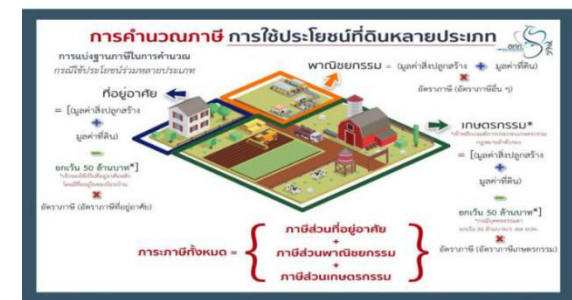 การคำนวณภาษี การใช้ประโยชน์ที่ดินหลายประเภท
อกท.
การแบ่งฐานภาษีในการคำนวณ
กรณีใช้ประโยชน์ร่วมหลายประเภท
พาณิชยกรรม = (มูลค่าสิ่งปลูกสร้าง + มูลค่าที่ดิน)
×
อัตราภาษี (อัตราภาษีอื่น ๆ)
ที่อยู่อาศัย
= [(มูลค่าสิ่งปลูกสร้าง
+
มูลค่าที่ดิน)
-
ยกเว้น 50 ล้านบาท*]
×
อัตราภาษี (อัตราภาษีที่อยู่อาศัย)
เกษตรกรรม*
= [(มูลค่าสิ่งปลูกสร้าง
+
มูลค่าที่ดิน)
-
ยกเว้น 50 ล้านบาท*]
×
อัตราภาษี (อัตราภาษีเกษตรกรรม)
ภาระภาษีทั้งหมด = { ภาษีส่วนที่อยู่อาศัย
+
ภาษีส่วนพาณิชยกรรม
+
ภาษีส่วนเกษตรกรรม }